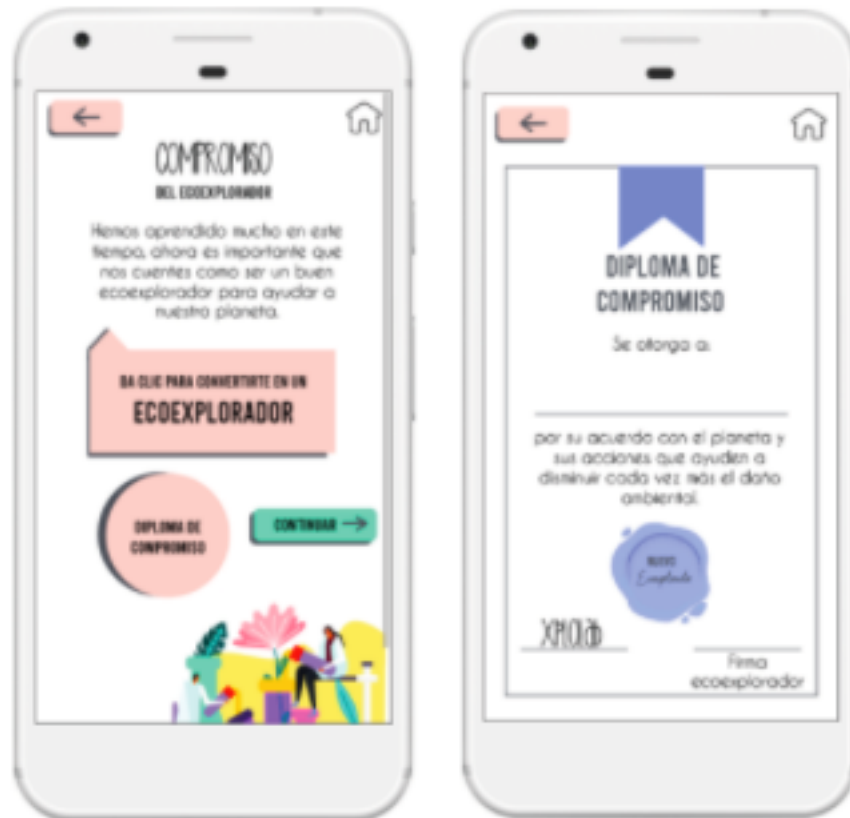 COMPROMISO
DEL ECOEXPLORADOR
Hemos aprendido mucho en este
tiempo, ahora es importante que
nos cuentes como ser un buen
ecoexplorador para ayudar a
nuestro planeta.
DA CLIC PARA CONVERTIRTE EN UN
ECOEXPLORADOR
DIPLOMA DE
COMPROMISO
CONTINUAR
DIPLOMA DE
COMPROMISO
Se otorga a:
por su acuerdo con el planeta y
sus acciones que ayuden a
disminuir cada vez más el daño
ambiental.
NUEVO
Firma
ecoexplorador